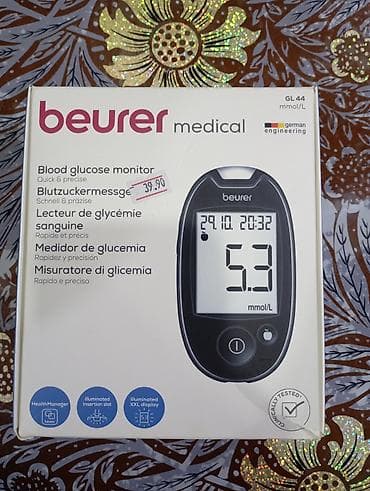 beurer medical
GL 44
mmol/L
german
engineering
Blood glucose monitor
Quick & precise
Blutzuckermessge
Schnell & präzise
39.90
Lecteur de glycémie
sanguine
Rapide et précis
Medidor de glucemia
Rapidez y precisión
Misuratore di glicemia
Rapido e preciso
beurer
29.10. 20:32
5.3
mmol/L
HealthManager
illuminated
insertion slot
illuminated
XXL display
CLINICALLY TESTED